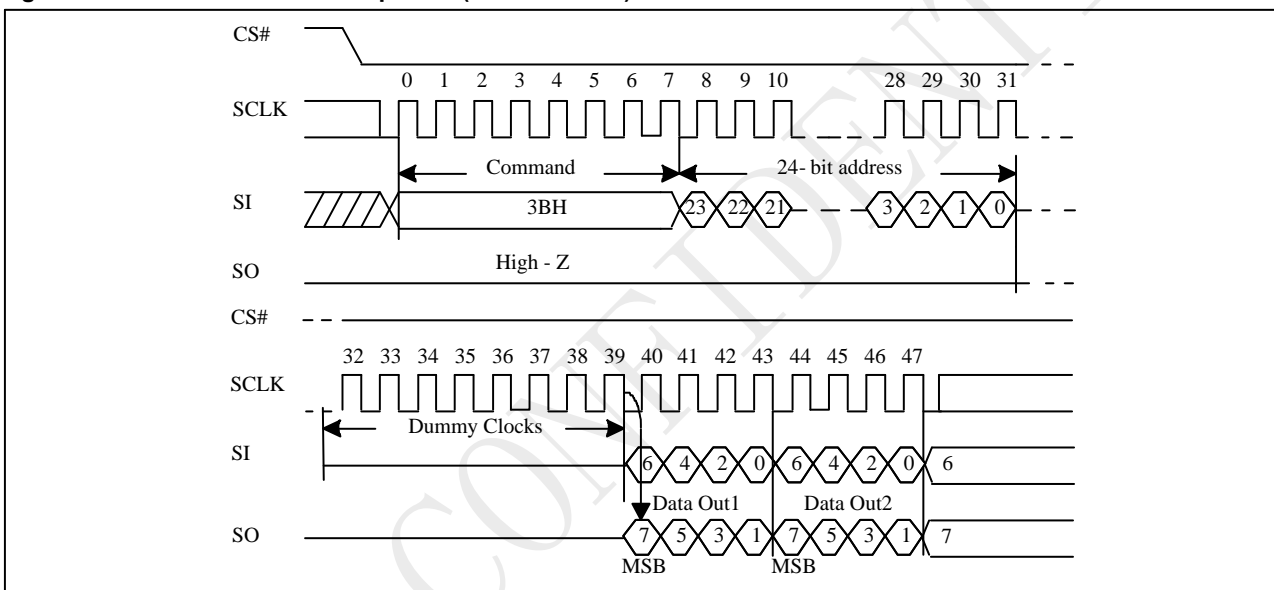 CS#
0 1 2 3 4 5 6 7 8 9 10 28 29 30 31
SCLK
Command 24- bit address
SI 3BH 23 22 21 3 2 1 0
High - Z
SO
CS#
32 33 34 35 36 37 38 39 40 41 42 43 44 45 46 47
SCLK
Dummy Clocks
SI 6 4 2 0 6 4 2 0 6
Data Out1 Data Out2
SO 7 5 3 1 7 5 3 1 7
MSB MSB
CONFIDENT